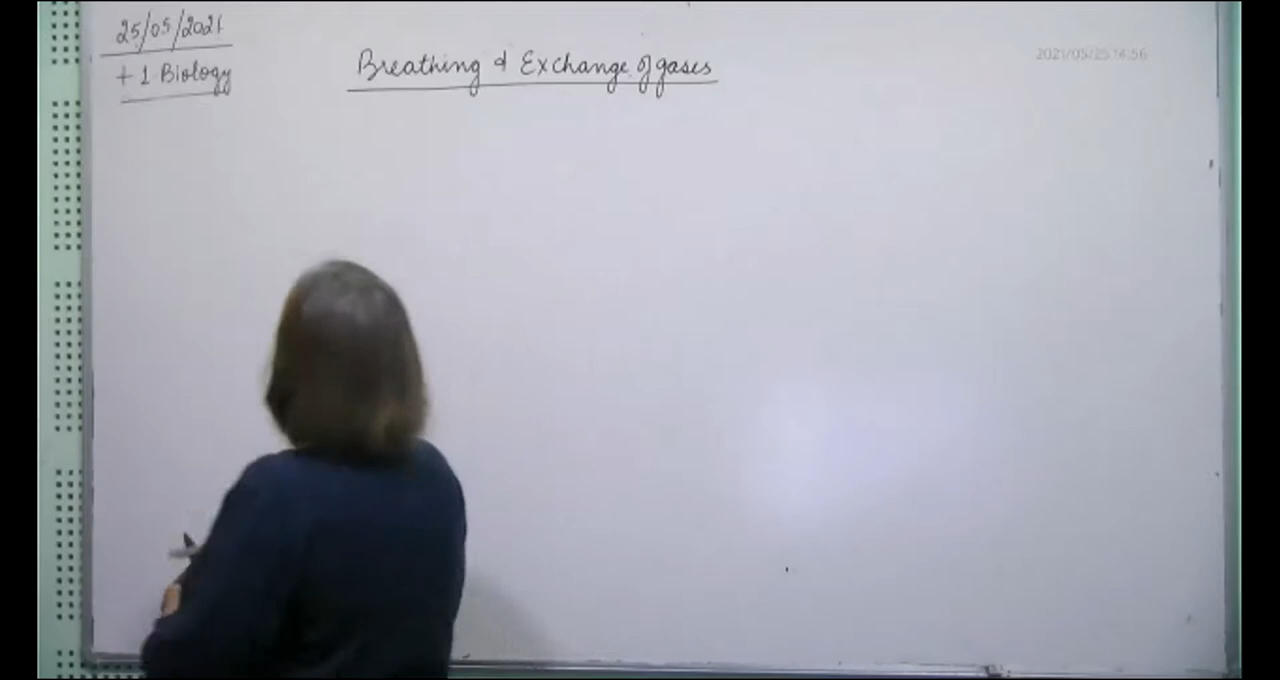 25/05/2021
+1 Biology
Breathing & Exchange of gases
2021/05/25 14:56